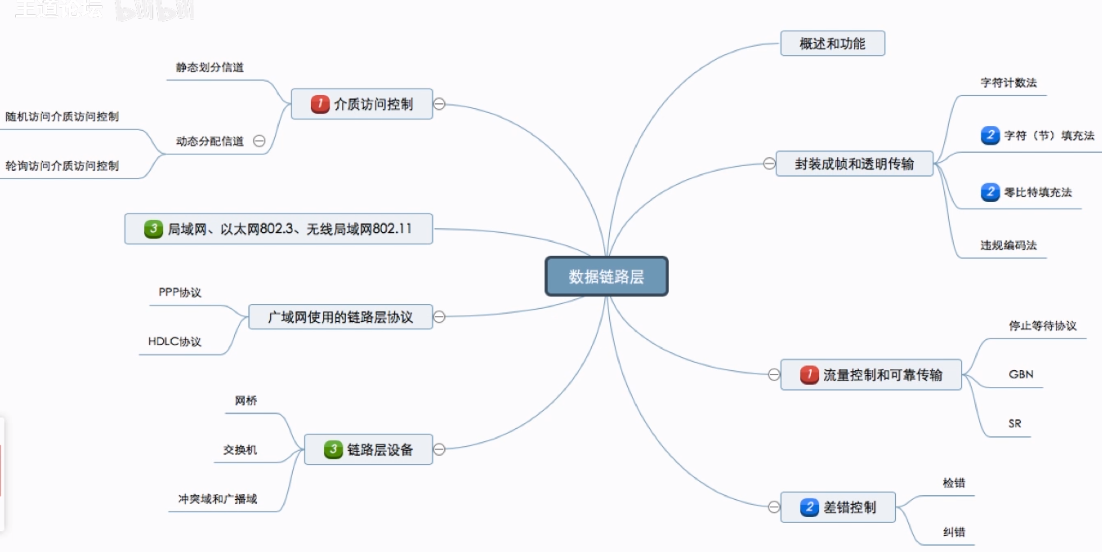 王道论坛 bilibili
概述和功能
封装成帧和透明传输
字符计数法
2 字符（节）填充法
2 零比特填充法
违规编码法
数据链路层
1 流量控制和可靠传输
停止等待协议
GBN
SR
2 差错控制
检错
纠错
1 介质访问控制
静态划分信道
动态分配信道
随机访问介质访问控制
轮询访问介质访问控制
3 局域网、以太网802.3、无线局域网802.11
广域网使用的链路层协议
PPP协议
HDLC协议
3 链路层设备
网桥
交换机
冲突域和广播域